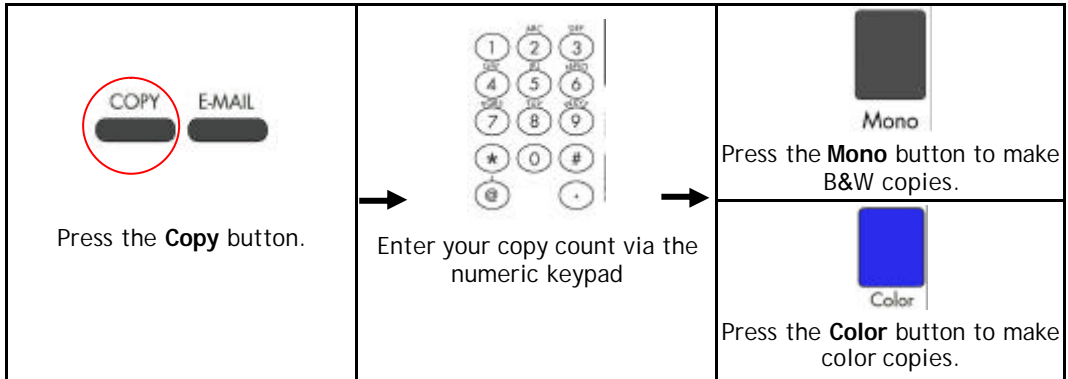 COPY E-MAIL
Press the Copy button.
ABC DEF
1 2 3
4 5 6
7 8 9
* 0 #
@ .
Enter your copy count via the
numeric keypad
Mono
Press the Mono button to make
B&W copies.
Color
Press the Color button to make
color copies.